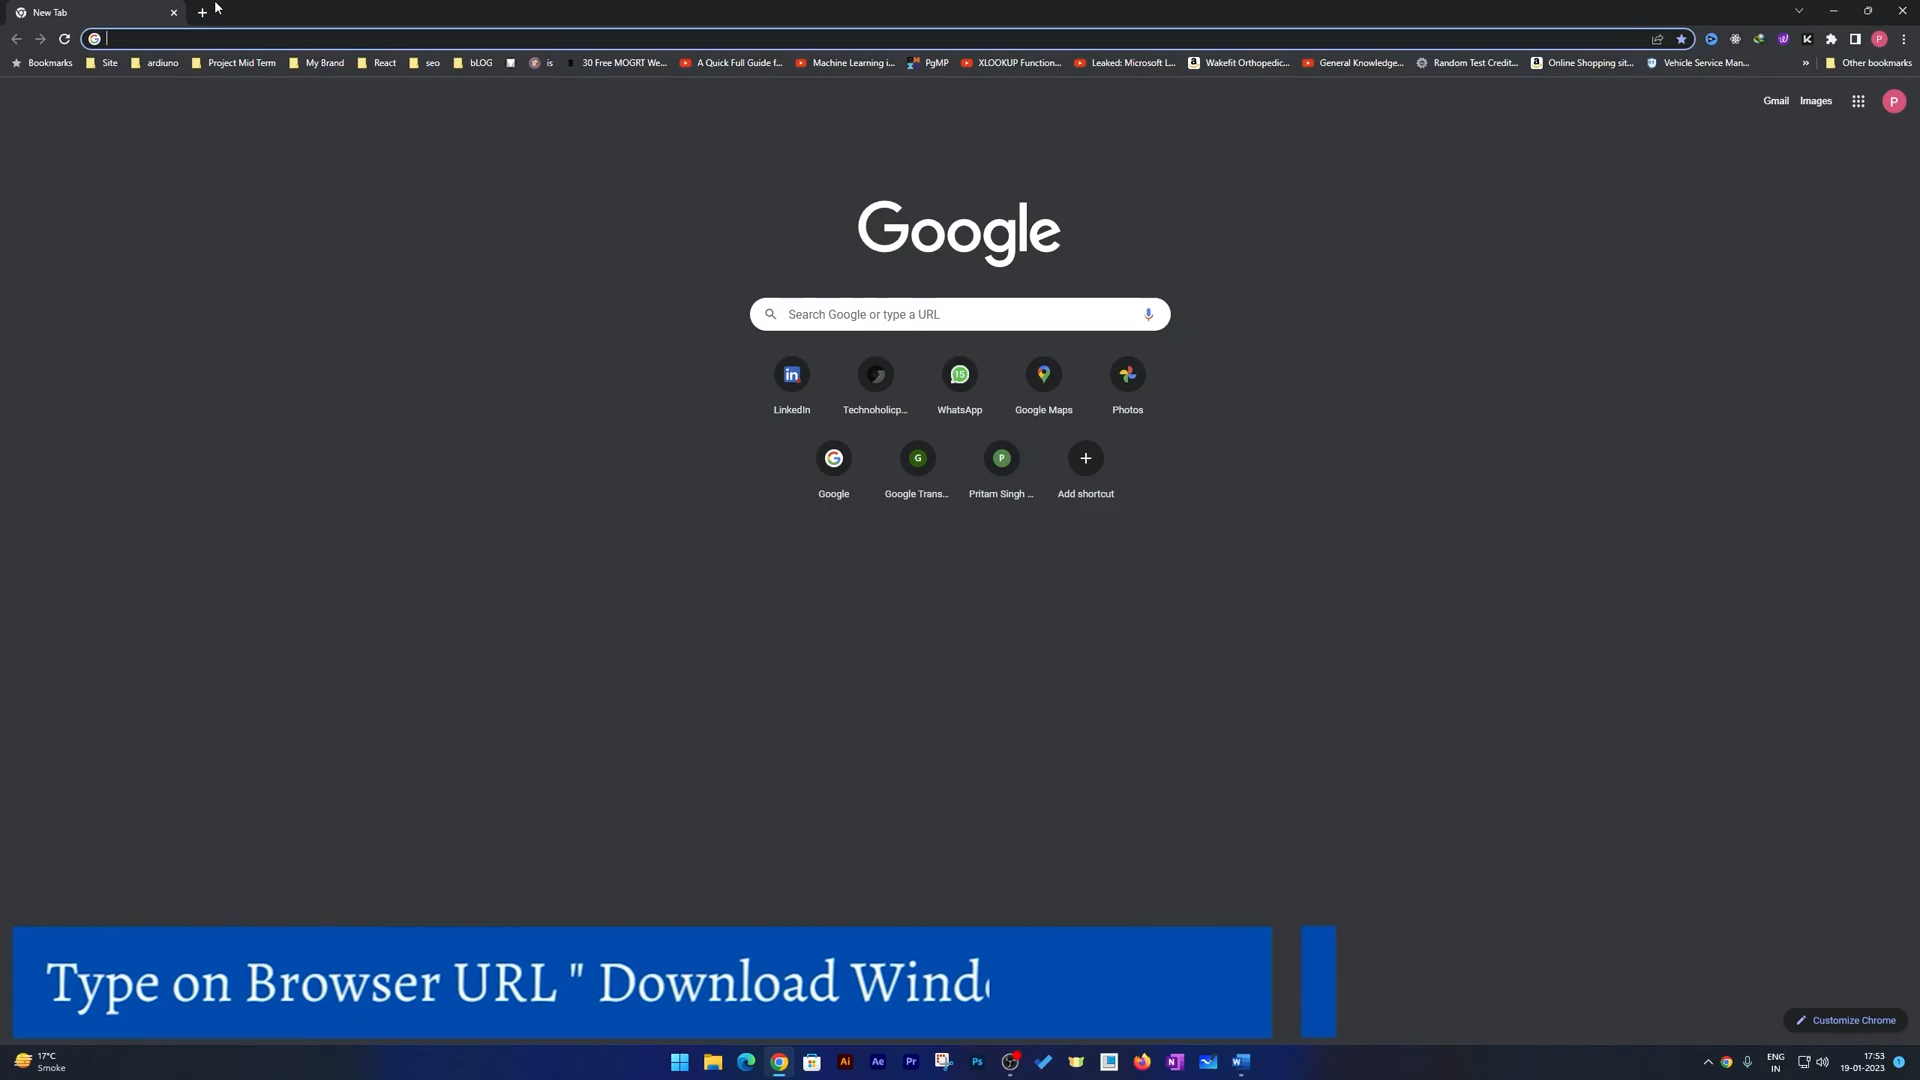 New Tab
Bookmarks Site ardiuno Project Mid Term My Brand React seo bLOG is 30 Free MOGRT We... A Quick Full Guide f... Machine Learning i... PgMP XLOOKUP Function... Leaked: Microsoft L... Wakefit Orthopedic... General Knowledge... Random Test Credit... Online Shopping sit... Vehicle Service Man... » Other bookmarks
Gmail Images P
Google
Search Google or type a URL
LinkedIn Technoholicp... WhatsApp Google Maps Photos
Google Google Trans... Pritam Singh ... Add shortcut
Type on Browser URL " Download Wind
Customize Chrome
17°C
Smoke
ENG
IN
17:53
19-01-2023